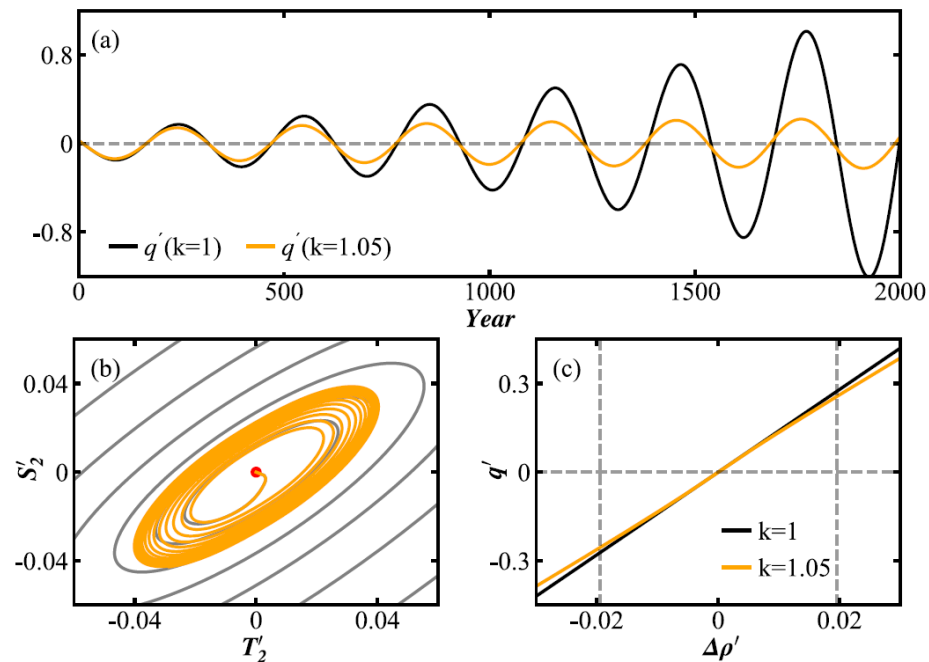 (a)
0.8
0
-0.8
q′(k=1) q′(k=1.05)
0 500 1000 1500 2000
Year
(b)
0.04
0
-0.04
S′₂
-0.04 0 0.04
T′₂
(c)
0.3
0
-0.3
q′
k=1
k=1.05
-0.02 0 0.02
Δρ′